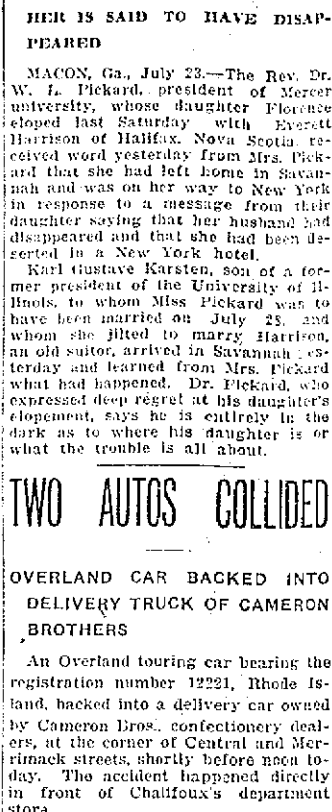 HER IS SAID TO HAVE DISAP-
PEARED
MACON, Ga., July 23.—The Rev. Dr.
W. L. Pickard, president of Mercer
university, whose daughter Florence
eloped last Saturday with Everett
Harrison of Halifax, Nova Scotia, re-
ceived word yesterday from Mrs. Pick-
ard that she had left home in Savan-
nah and was on her way to New York
in response to a message from their
daughter saying that her husband had
disappeared and that she had been de-
serted in a New York hotel.
Karl Gustave Karsten, son of a for-
mer president of the University of Il-
linois, to whom Miss Pickard was to
have been married on July 28, and
whom she jilted to marry Harrison,
an old suitor, arrived in Savannah yes-
terday and learned from Mrs. Pickard
what had happened. Dr. Pickard, who
expressed deep regret at his daughter's
elopement, says he is entirely in the
dark as to where his daughter is or
what the trouble is all about.
TWO AUTOS COLLIDED
OVERLAND CAR BACKED INTO
DELIVERY TRUCK OF CAMERON
BROTHERS
An Overland touring car bearing the
registration number 12221, Rhode Is-
land, backed into a delivery car owned
by Cameron Bros., confectionery deal-
ers, at the corner of Central and Mer-
rimack streets, shortly before noon to-
day. The accident happened directly
in front of Chalifoux's department
store.